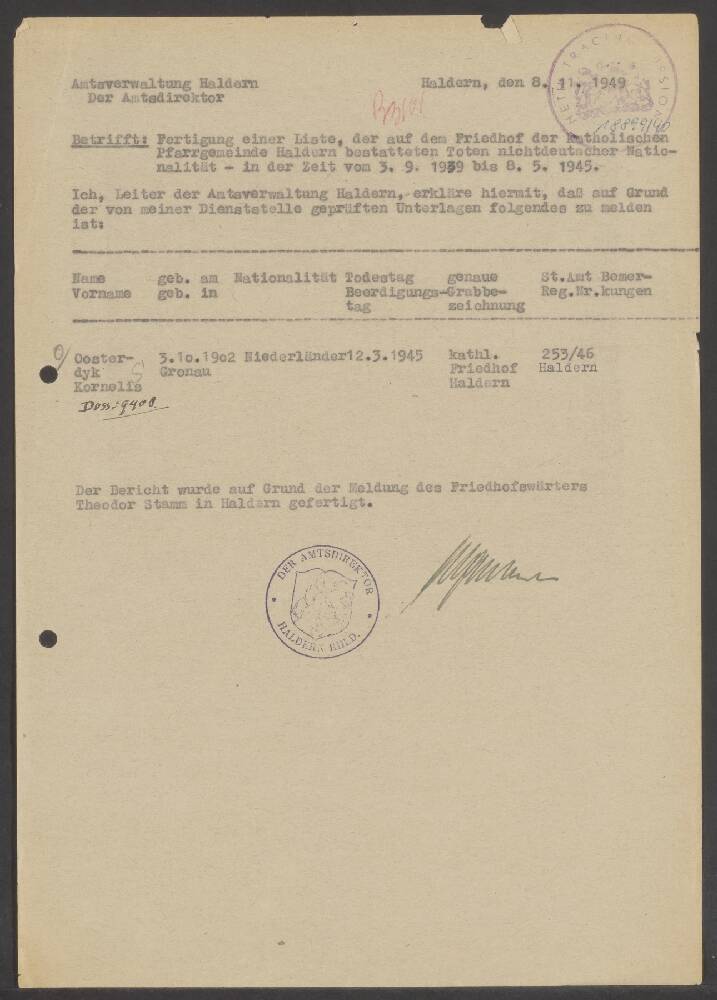 Amtsverwaltung Haldern
Haldern, den 8. 11. 1949
Der Amtsdirektor
Betrifft: Fertigung einer Liste, der auf dem Friedhof der Katholischen
Pfarrgemeinde Haldern bestatteten Toten nichtdeutscher Natio-
nalität - in der Zeit vom 3. 9. 1939 bis 8. 5. 1945.
Ich, Leiter der Amtsverwaltung Haldern, erkläre hiermit, daß auf Grund
der von meiner Dienststelle geprüften Unterlagen folgendes zu melden
ist:
Name geb. am Nationalität Todestag genaue St.Amt Bemer-
Vorname geb. in Beerdigungs-Grabbe- Reg.Nr.kungen
tag zeichnung
Ooster- 3.1o.19o2 Niederländer12.3.1945 kathl. 253/46
dyk Gronau Friedhof Haldern
Kornelis Haldern
Doss: 9408
Der Bericht wurde auf Grund der Meldung des Friedhofswärters
Theodor Stamm in Haldern gefertigt.
DER AMTSDIREKTOR
HALDERN RHLD.